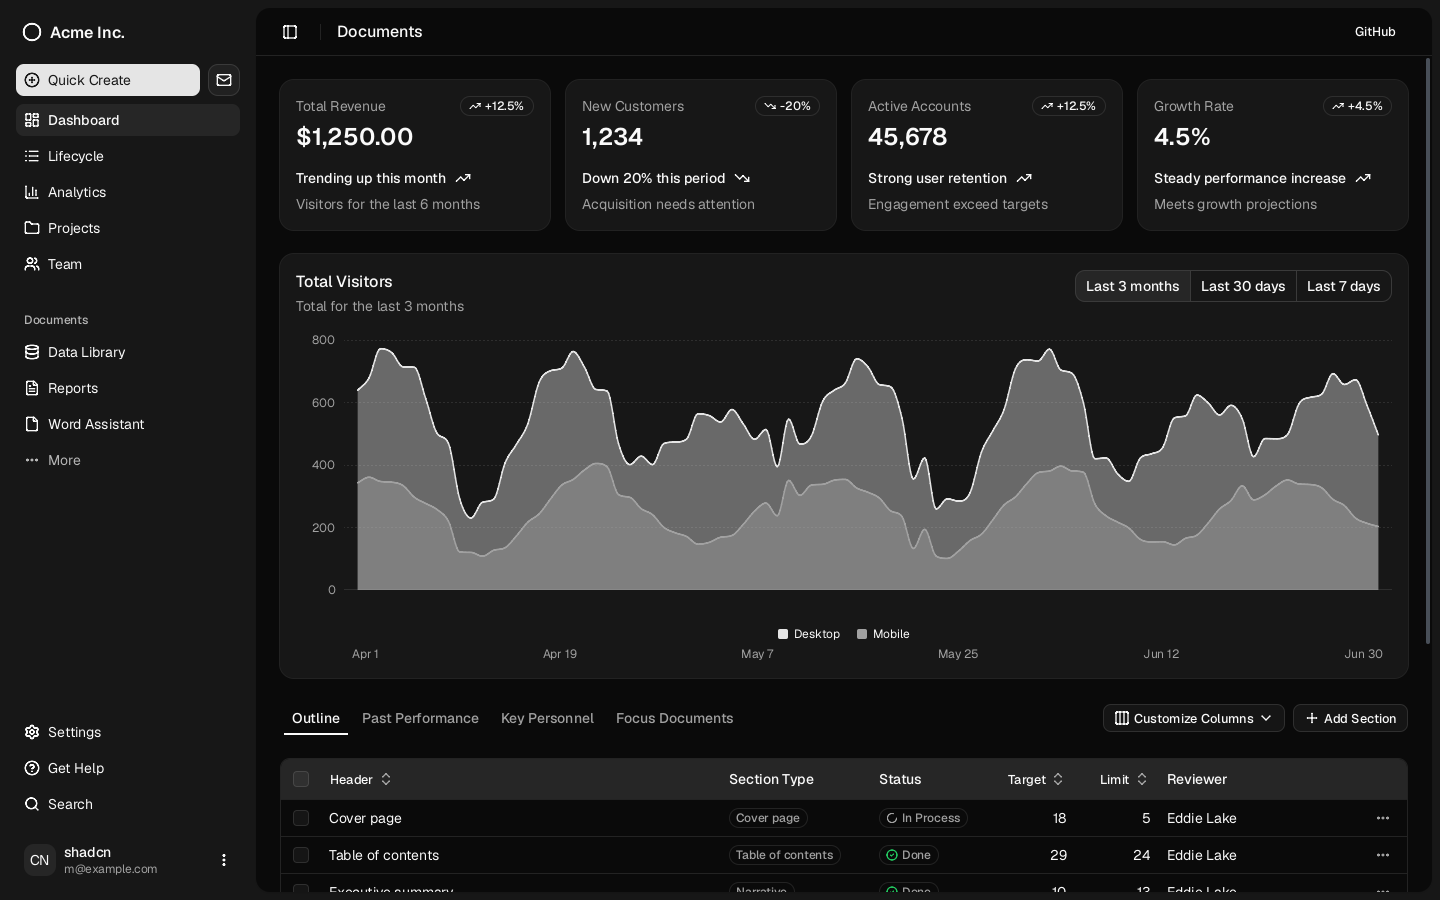 Acme Inc.
Quick Create
Dashboard
Lifecycle
Analytics
Projects
Team
Documents
Data Library
Reports
Word Assistant
More
Settings
Get Help
Search
CN
shadcn
m@example.com
Documents
GitHub
Total Revenue
+12.5%
$1,250.00
Trending up this month
Visitors for the last 6 months
New Customers
-20%
1,234
Down 20% this period
Acquisition needs attention
Active Accounts
+12.5%
45,678
Strong user retention
Engagement exceed targets
Growth Rate
+4.5%
4.5%
Steady performance increase
Meets growth projections
Total Visitors
Total for the last 3 months
Last 3 months Last 30 days Last 7 days
800
600
400
200
0
Desktop Mobile
Apr 1 Apr 19 May 7 May 25 Jun 12 Jun 30
Outline Past Performance Key Personnel Focus Documents
Customize Columns Add Section
Header Section Type Status Target Limit Reviewer
Cover page Cover page In Process 18 5 Eddie Lake
Table of contents Table of contents Done 29 24 Eddie Lake
Executive summary Narrative Done 10 13 Eddie Lake